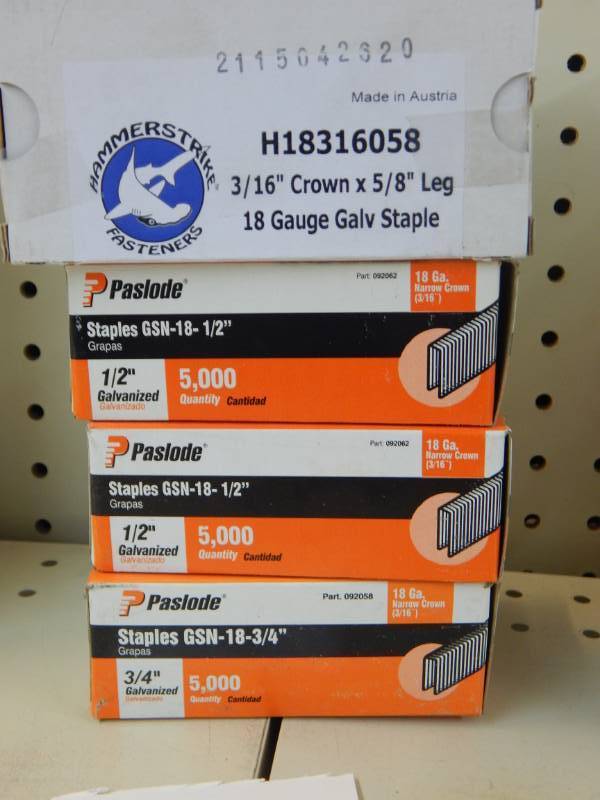 2115042320
Made in Austria
HAMMERSTRIKE
FASTENERS
H18316058
3/16" Crown x 5/8" Leg
18 Gauge Galv Staple
Paslode
Part: 092062
18 Ga.
Narrow Crown
(3/16")
Staples GSN-18- 1/2"
Grapas
1/2"
Galvanized
Galvanizado
5,000
Quantity Cantidad
Paslode
Part: 092062
18 Ga.
Narrow Crown
(3/16")
Staples GSN-18- 1/2"
Grapas
1/2"
Galvanized
Galvanizado
5,000
Quantity Cantidad
Paslode
Part. 092058
18 Ga.
Narrow Crown
(3/16")
Staples GSN-18-3/4"
Grapas
3/4"
Galvanized
Galvanizado
5,000
Quantity Cantidad